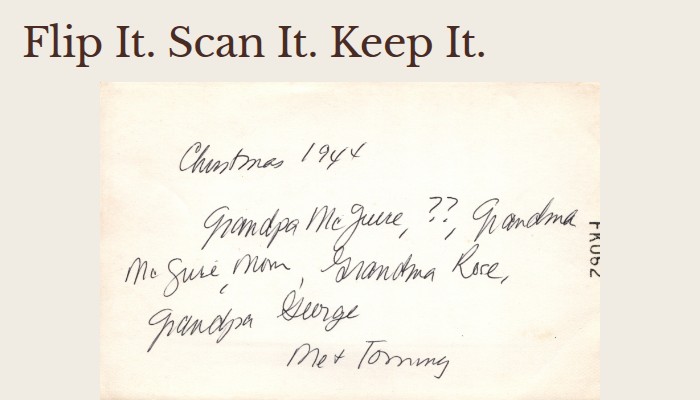 Flip It. Scan It. Keep It.
Christmas 1944
Grandpa McGuire, ??, Grandma
McGuire, Mom, Grandma Rose,
Grandpa George
Me + Tommy